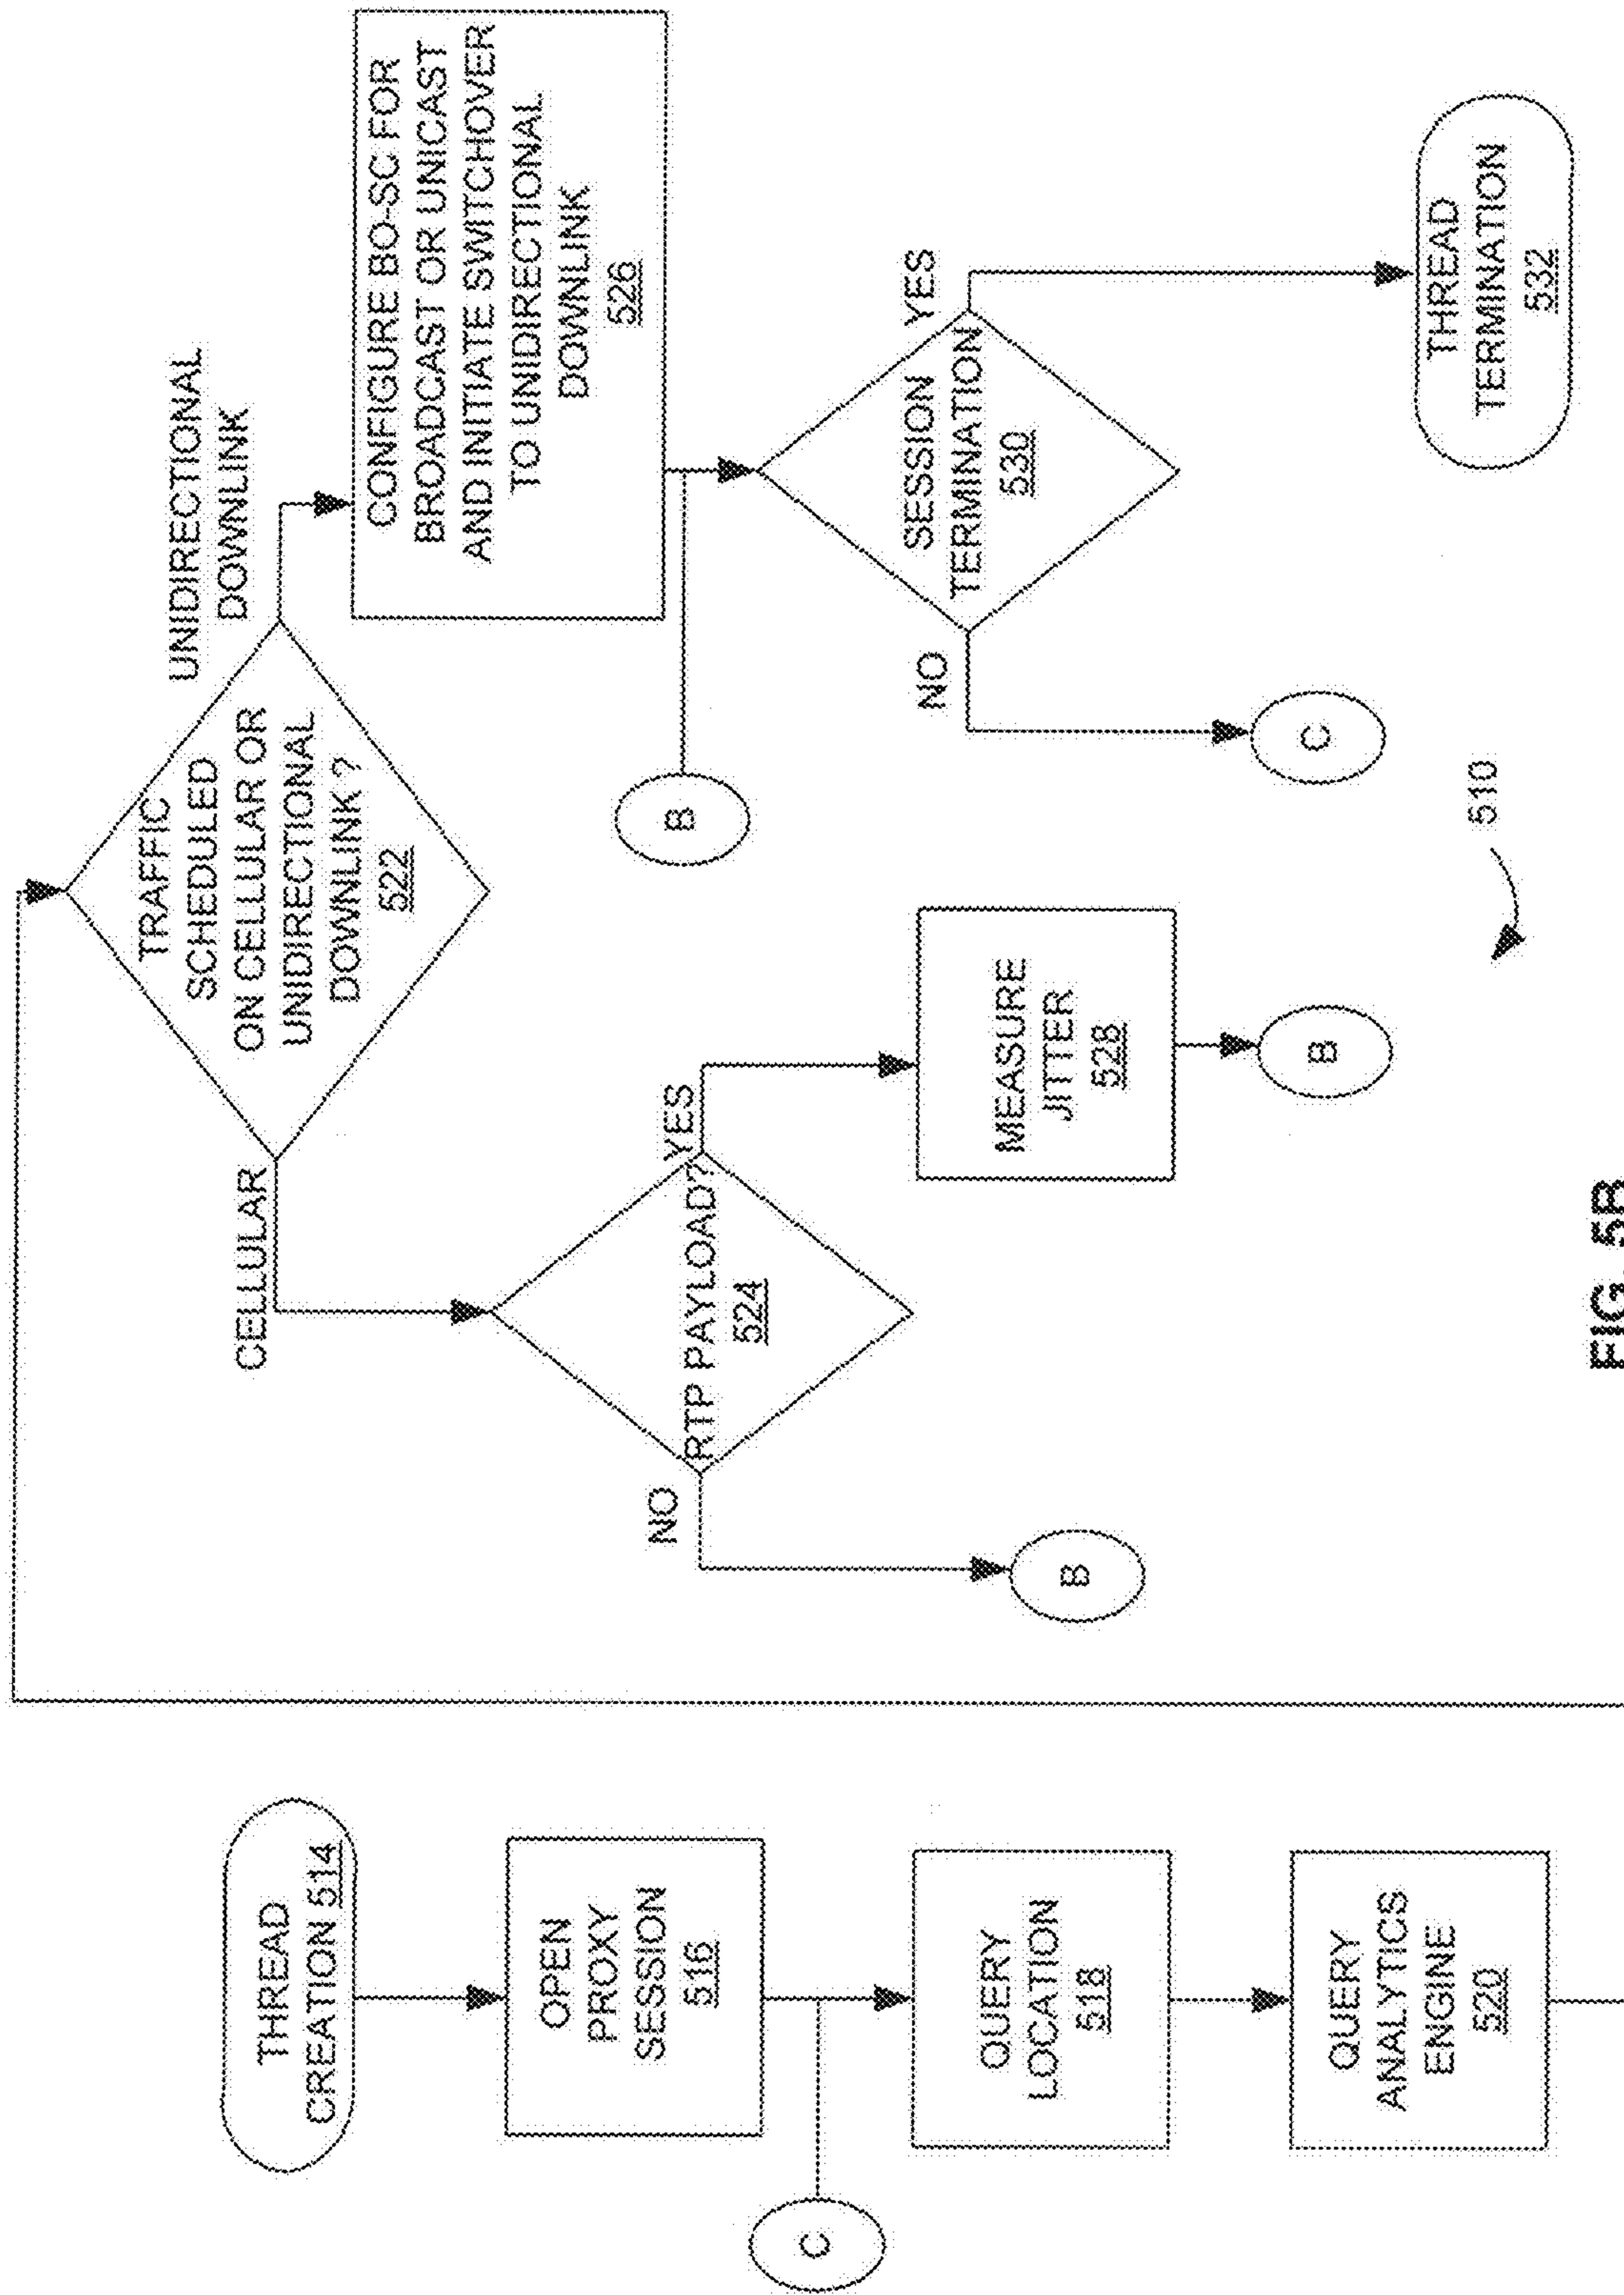 THREAD
CREATION 514
OPEN
PROXY
SESSION
516
C
QUERY
LOCATION
518
QUERY
ANALYTICS
ENGINE
520
TRAFFIC
SCHEDULED
ON CELLULAR OR
UNIDIRECTIONAL
DOWNLINK ?
522
CELLULAR
UNIDIRECTIONAL
DOWNLINK
RTP PAYLOAD?
524
NO
YES
B
MEASURE
JITTER
528
B
CONFIGURE BO-SC FOR
BROADCAST OR UNICAST
AND INITIATE SWITCHOVER
TO UNIDIRECTIONAL
DOWNLINK
526
B
SESSION
TERMINATION
530
NO
YES
C
THREAD
TERMINATION
532
510
FIG. 5B